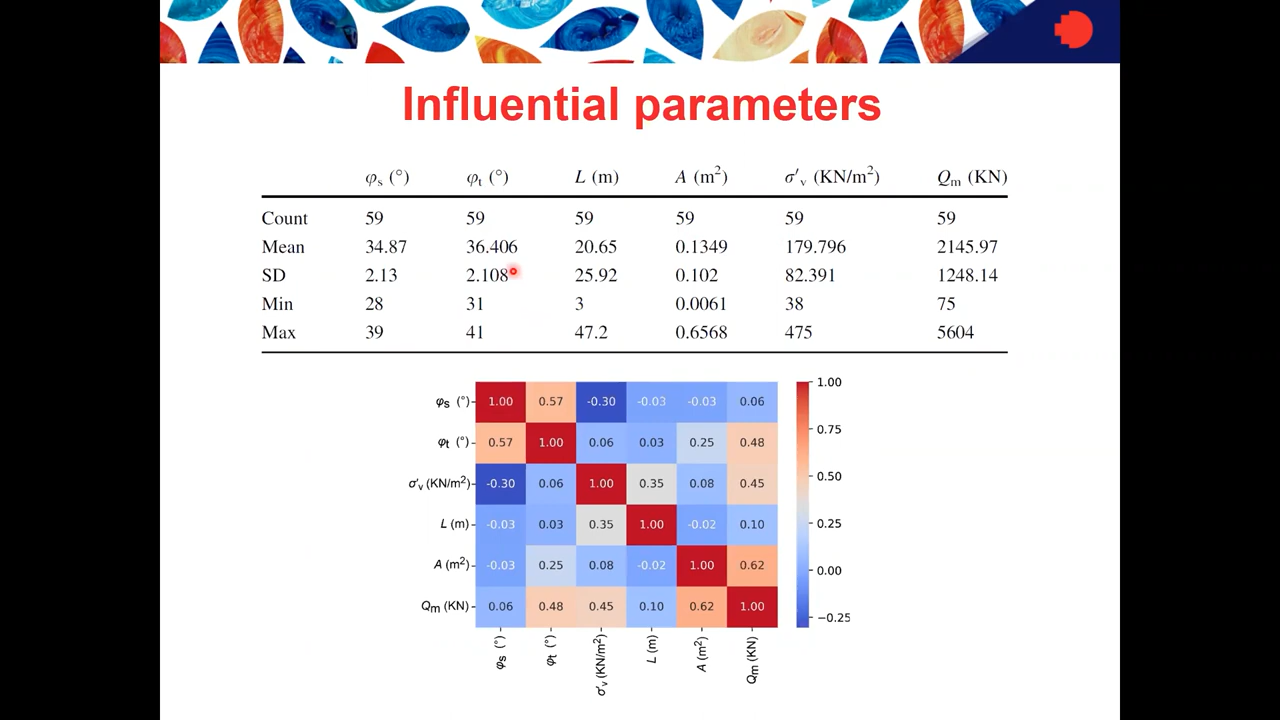 Influential parameters
φs (°) φt (°) L (m) A (m²) σ′v (KN/m²) Qm (KN)
Count 59 59 59 59 59 59
Mean 34.87 36.406 20.65 0.1349 179.796 2145.97
SD 2.13 2.108 25.92 0.102 82.391 1248.14
Min 28 31 3 0.0061 38 75
Max 39 41 47.2 0.6568 475 5604
φs (°) 1.00 0.57 -0.30 -0.03 -0.03 0.06
φt (°) 0.57 1.00 0.06 0.03 0.25 0.48
σ′v (KN/m²) -0.30 0.06 1.00 0.35 0.08 0.45
L (m) -0.03 0.03 0.35 1.00 -0.02 0.10
A (m²) -0.03 0.25 0.08 -0.02 1.00 0.62
Qm (KN) 0.06 0.48 0.45 0.10 0.62 1.00
φs (°) φt (°) σ′v (KN/m²) L (m) A (m²) Qm (KN)
1.00
0.75
0.50
0.25
0.00
−0.25